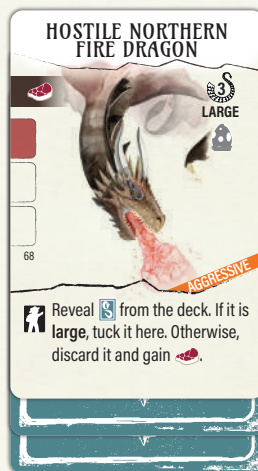 HOSTILE NORTHERN
FIRE DRAGON
3
LARGE
68
AGGRESSIVE
Reveal from the deck. If it is
large, tuck it here. Otherwise,
discard it and gain .